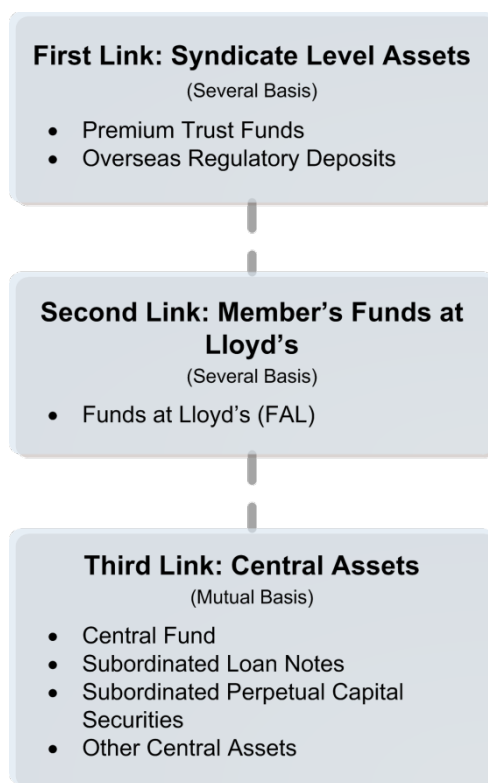 First Link: Syndicate Level Assets
(Several Basis)
• Premium Trust Funds
• Overseas Regulatory Deposits
Second Link: Member’s Funds at
Lloyd’s
(Several Basis)
• Funds at Lloyd’s (FAL)
Third Link: Central Assets
(Mutual Basis)
• Central Fund
• Subordinated Loan Notes
• Subordinated Perpetual Capital
Securities
• Other Central Assets